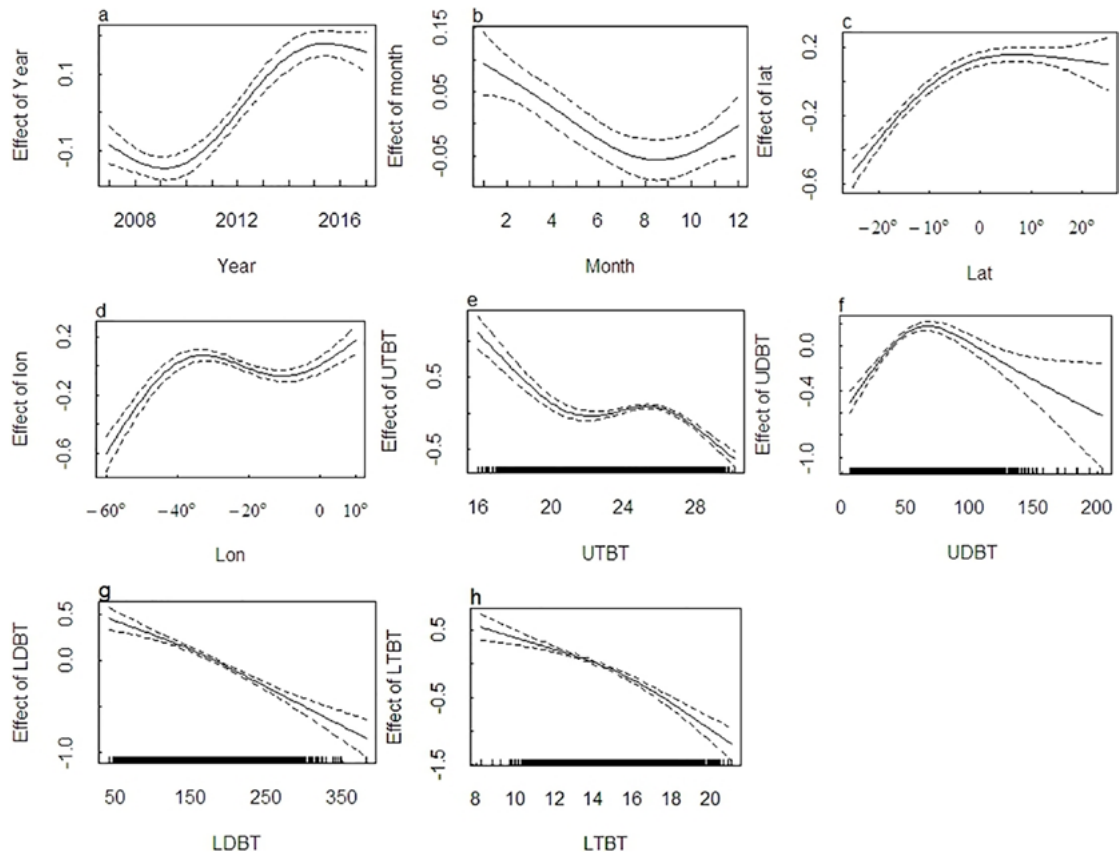 a
Effect of Year
0.1
-0.1
2008
2012
2016
Year
b
Effect of month
0.15
0.05
-0.05
2
4
6
8
10
12
Month
c
Effect of lat
0.2
-0.2
-0.6
−20°
−10°
0
10°
20°
Lat
d
Effect of lon
0.2
-0.2
-0.6
−60°
−40°
−20°
0
10°
Lon
e
Effect of UTBT
0.5
-0.5
16
20
24
28
UTBT
f
Effect of UDBT
0.0
-0.4
-1.0
0
50
100
150
200
UDBT
g
Effect of LDBT
0.5
0.0
-1.0
50
150
250
350
LDBT
h
Effect of LTBT
0.5
-0.5
-1.5
8
10
12
14
16
18
20
LTBT